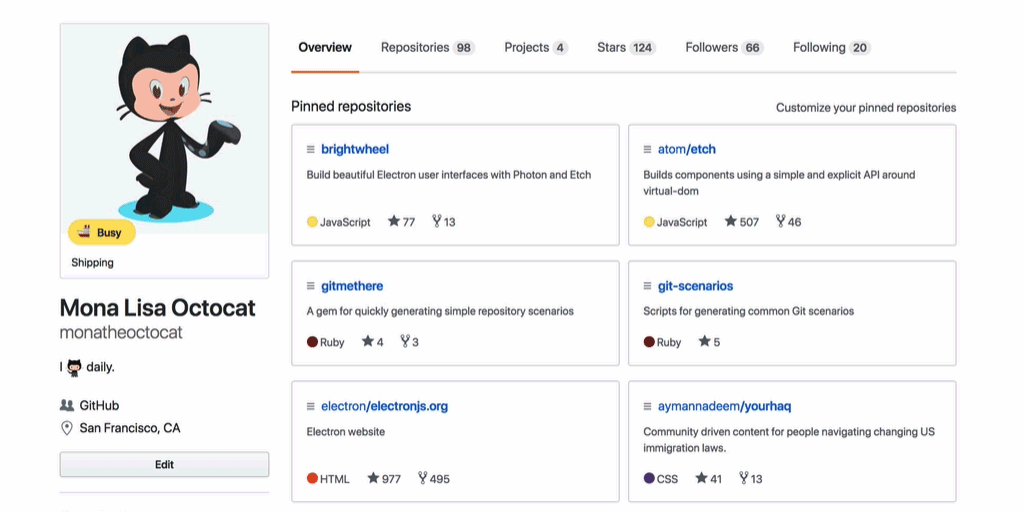 Overview Repositories 98 Projects 4 Stars 124 Followers 66 Following 20
Busy
Shipping
Mona Lisa Octocat
monatheoctocat
I daily.
GitHub
San Francisco, CA
Edit
Pinned repositories
Customize your pinned repositories
brightwheel
Build beautiful Electron user interfaces with Photon and Etch
JavaScript 77 13
atom/etch
Builds components using a simple and explicit API around
virtual-dom
JavaScript 507 46
gitmethere
A gem for quickly generating simple repository scenarios
Ruby 4 3
git-scenarios
Scripts for generating common Git scenarios
Ruby 5
electron/electronjs.org
Electron website
HTML 977 495
aymannadeem/yourhaq
Community driven content for people navigating changing US
immigration laws.
CSS 41 13